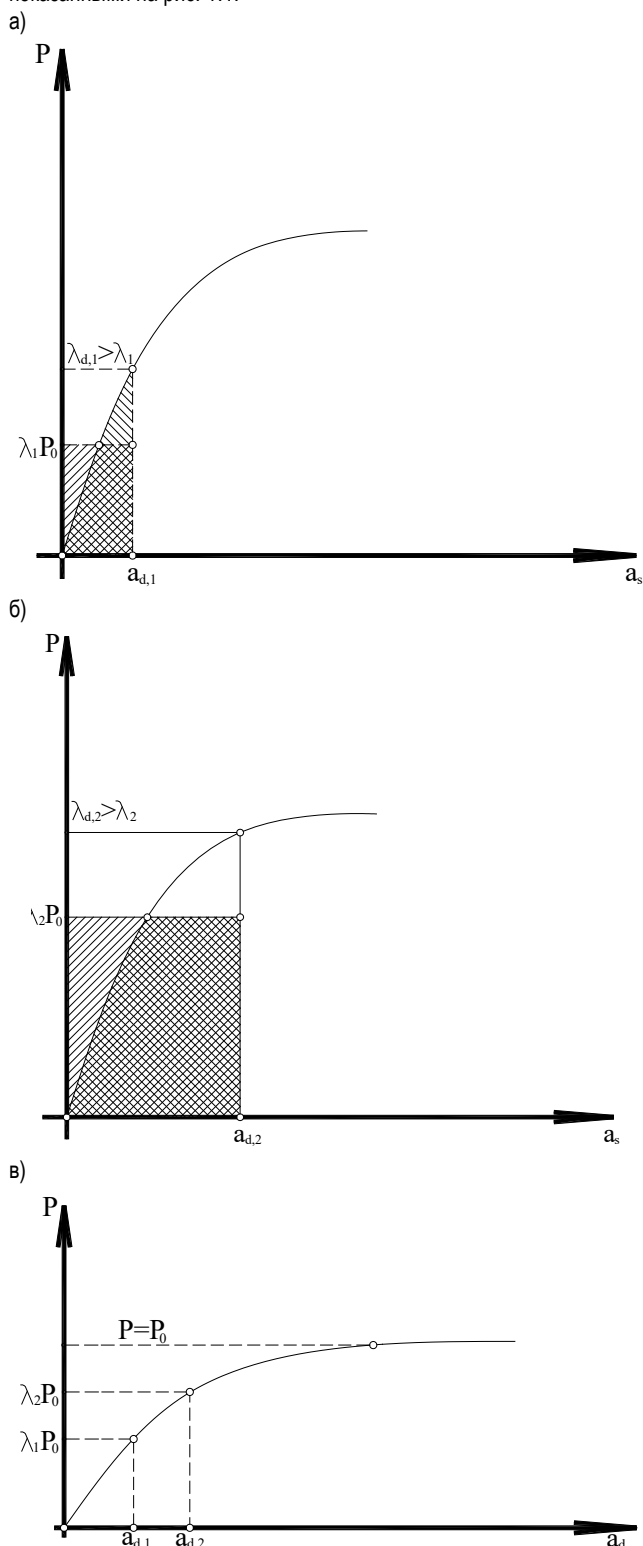 а)
P
λd,1>λ1
λ1P0
ad,1
as
б)
P
λd,2>λ2
λ2P0
ad,2
as
в)
P
P=P0
λ2P0
λ1P0
ad,1 ad,2
ad